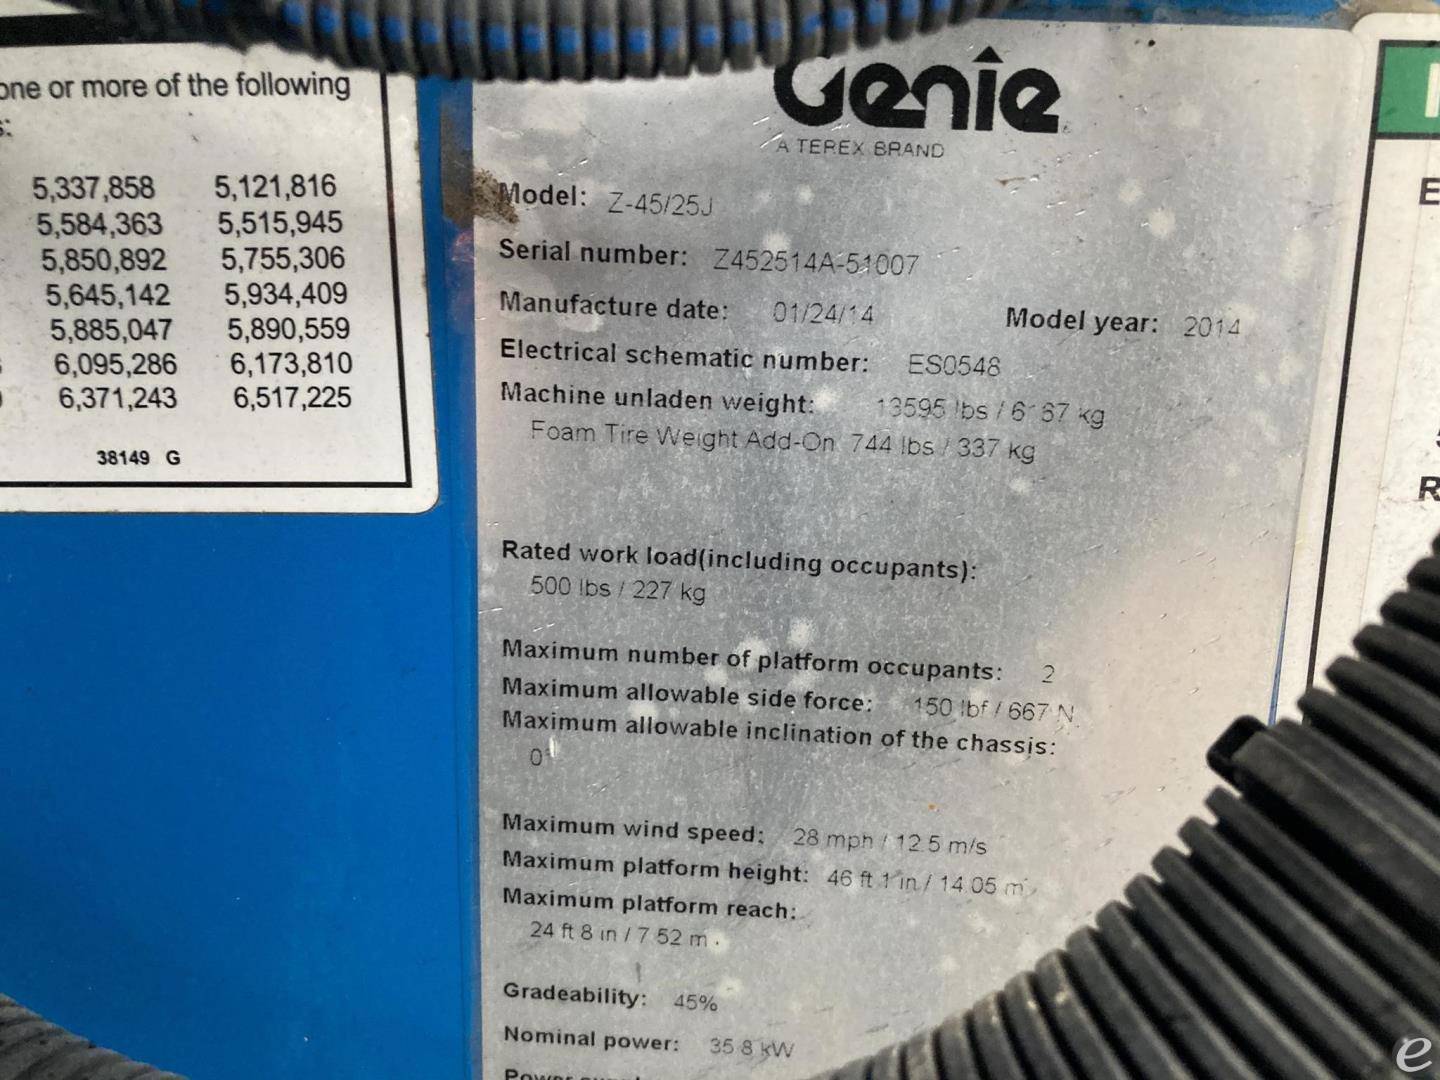 one or more of the following
5,337,858 5,121,816
5,584,363 5,515,945
5,850,892 5,755,306
5,645,142 5,934,409
5,885,047 5,890,559
6,095,286 6,173,810
6,371,243 6,517,225
38149 G
Genie
A TEREX BRAND
Model: Z-45/25J
Serial number: Z452514A-51007
Manufacture date: 01/24/14 Model year: 2014
Electrical schematic number: ES0548
Machine unladen weight: 13595 lbs / 6167 kg
Foam Tire Weight Add-On 744 lbs / 337 kg
Rated work load(including occupants):
500 lbs / 227 kg
Maximum number of platform occupants: 2
Maximum allowable side force: 150 lbf / 667 N
Maximum allowable inclination of the chassis:
0°
Maximum wind speed: 28 mph / 12.5 m/s
Maximum platform height: 46 ft 1 in / 14.05 m
Maximum platform reach:
24 ft 8 in / 7.52 m
Gradeability: 45%
Nominal power: 35.8 kW
e